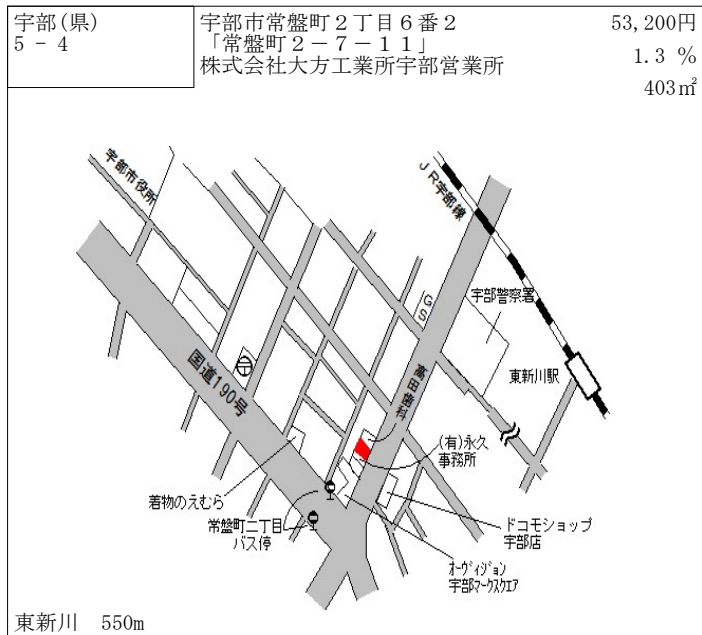 宇部(県)
5 - 4
宇部市常盤町2丁目6番2
「常盤町2-7-11」
株式会社大方工業所宇部営業所
53,200円
1.3 %
403㎡
宇部市役所
JR宇部線
GS
宇部警察署
東新川駅
国道190号
高田歯科
(有)永久
事務所
着物のえむら
常盤町二丁目
バス停
ドコモショップ
宇部店
オーヴィジョン
宇部マークスクエア
東新川 550m